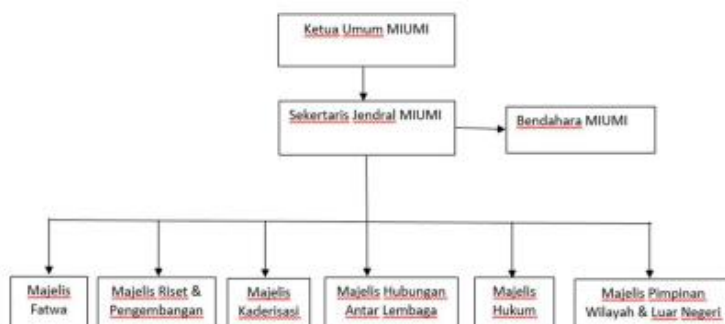 Ketua Umum MIUMI
Sekertaris Jendral MIUMI
Bendahara MIUMI
Majelis
Fatwa
Majelis Riset &
Pengembangan
Majelis
Kaderisasi
Majelis Hubungan
Antar Lembaga
Majelis
Hukum
Majelis Pimpinan
Wilayah & Luar Negeri